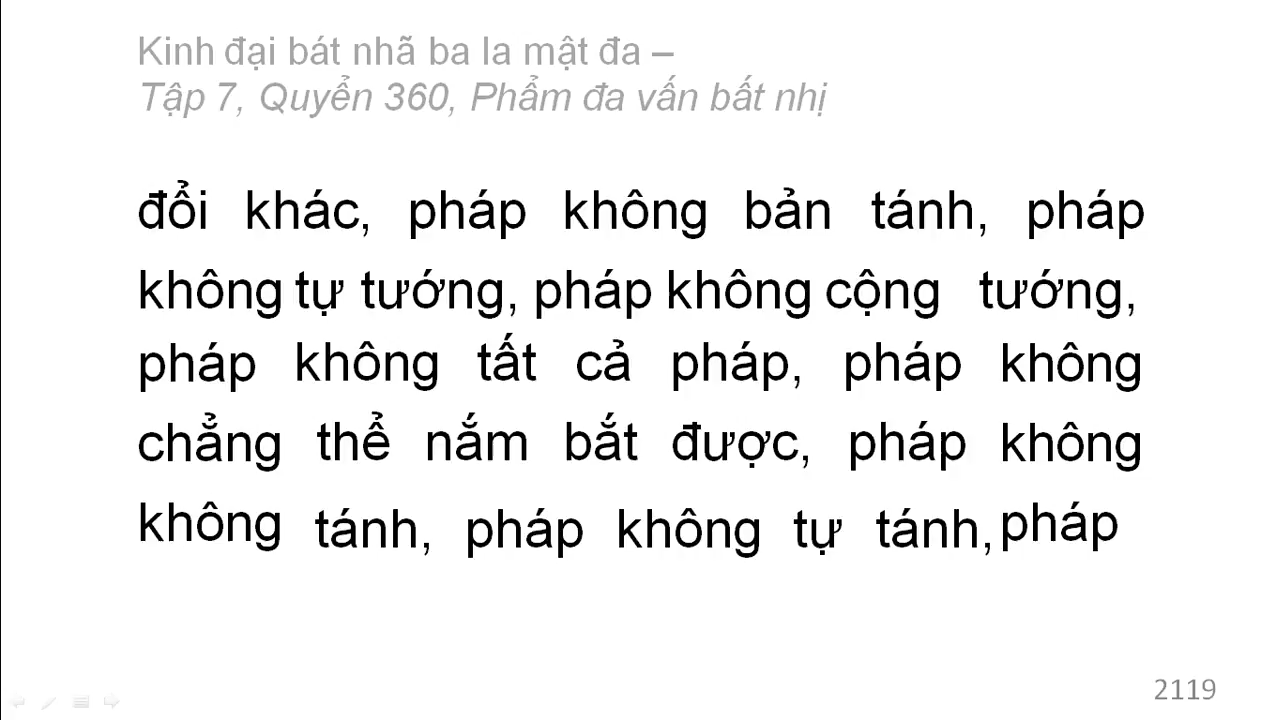 Kinh đại bát nhã ba la mật đa –
Tập 7, Quyển 360, Phẩm đa vấn bất nhị
đổi khác, pháp không bản tánh, pháp
không tự tướng, pháp không cộng tướng,
pháp không tất cả pháp, pháp không
chẳng thể nắm bắt được, pháp không
không tánh, pháp không tự tánh, pháp
2119